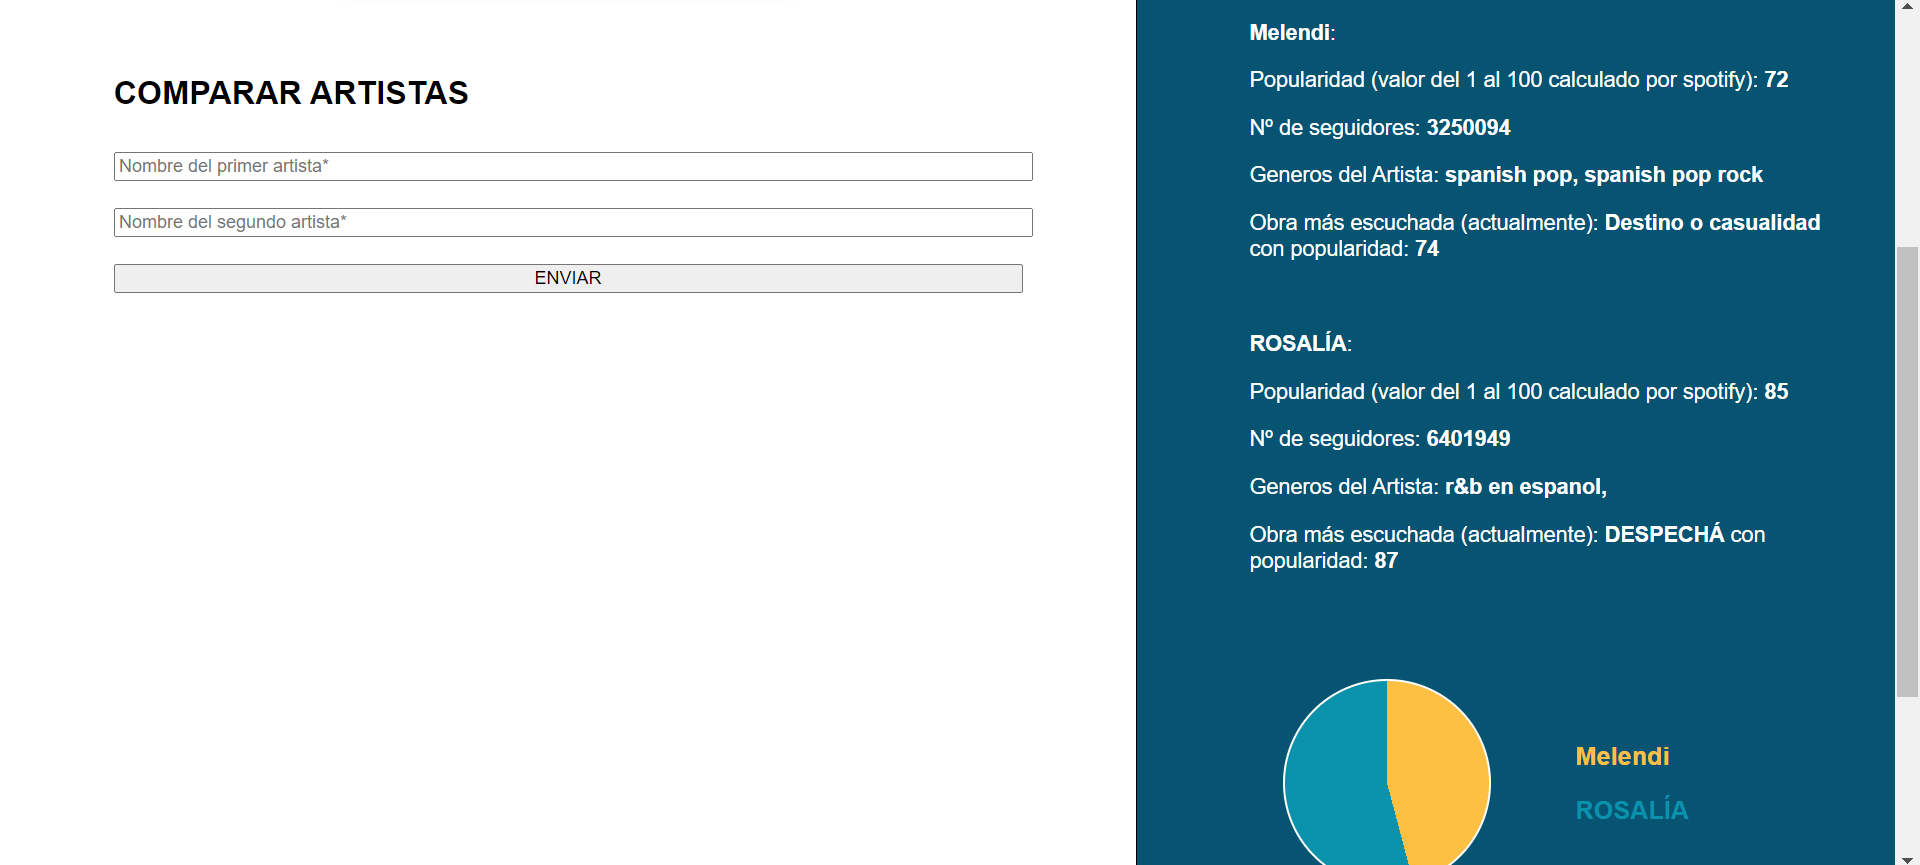 COMPARAR ARTISTAS
Nombre del primer artista*
Nombre del segundo artista*
ENVIAR
Melendi:
Popularidad (valor del 1 al 100 calculado por spotify): 72
Nº de seguidores: 3250094
Generos del Artista: spanish pop, spanish pop rock
Obra más escuchada (actualmente): Destino o casualidad
con popularidad: 74
ROSALÍA:
Popularidad (valor del 1 al 100 calculado por spotify): 85
Nº de seguidores: 6401949
Generos del Artista: r&b en espanol,
Obra más escuchada (actualmente): DESPECHÁ con
popularidad: 87
Melendi
ROSALÍA